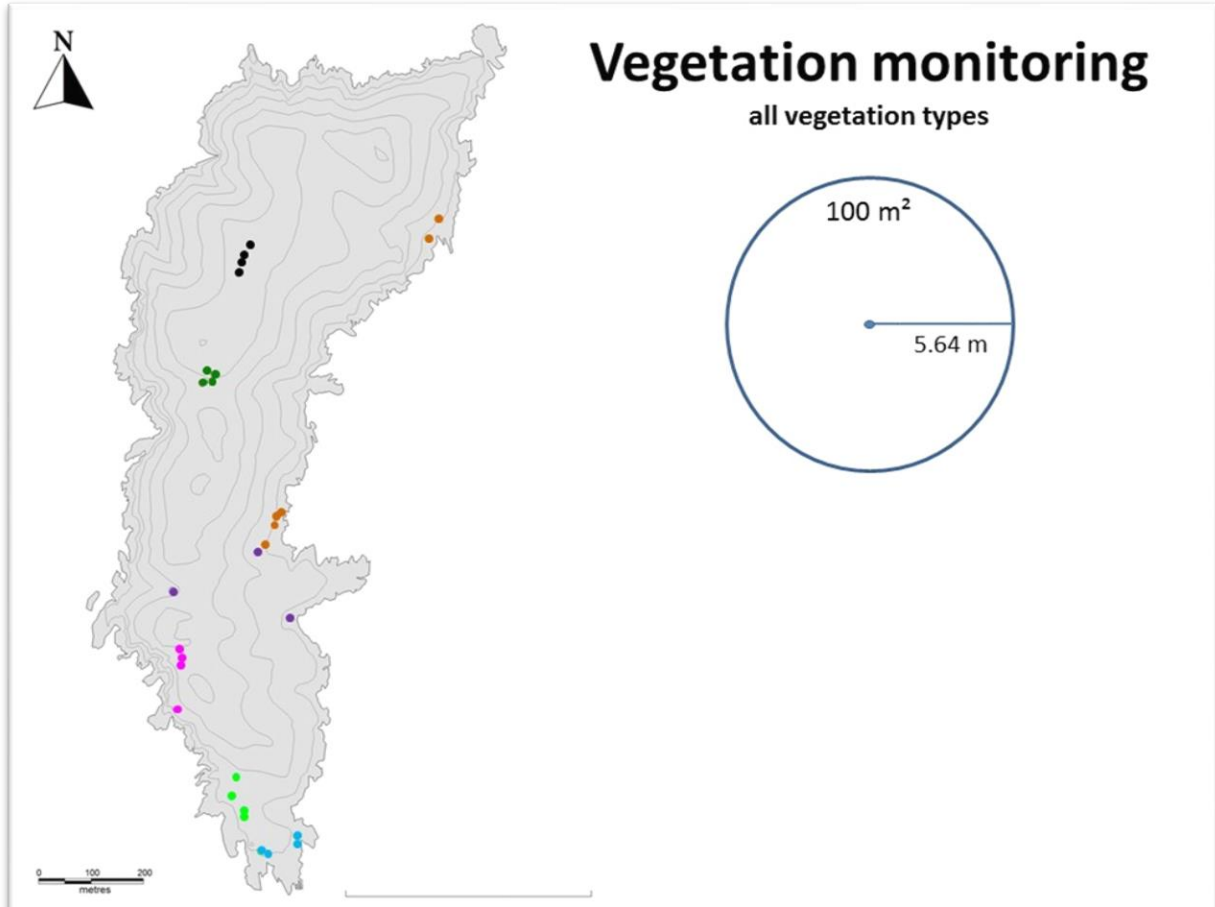 N
Vegetation monitoring
all vegetation types
100 m²
5.64 m
0 100 200
metres